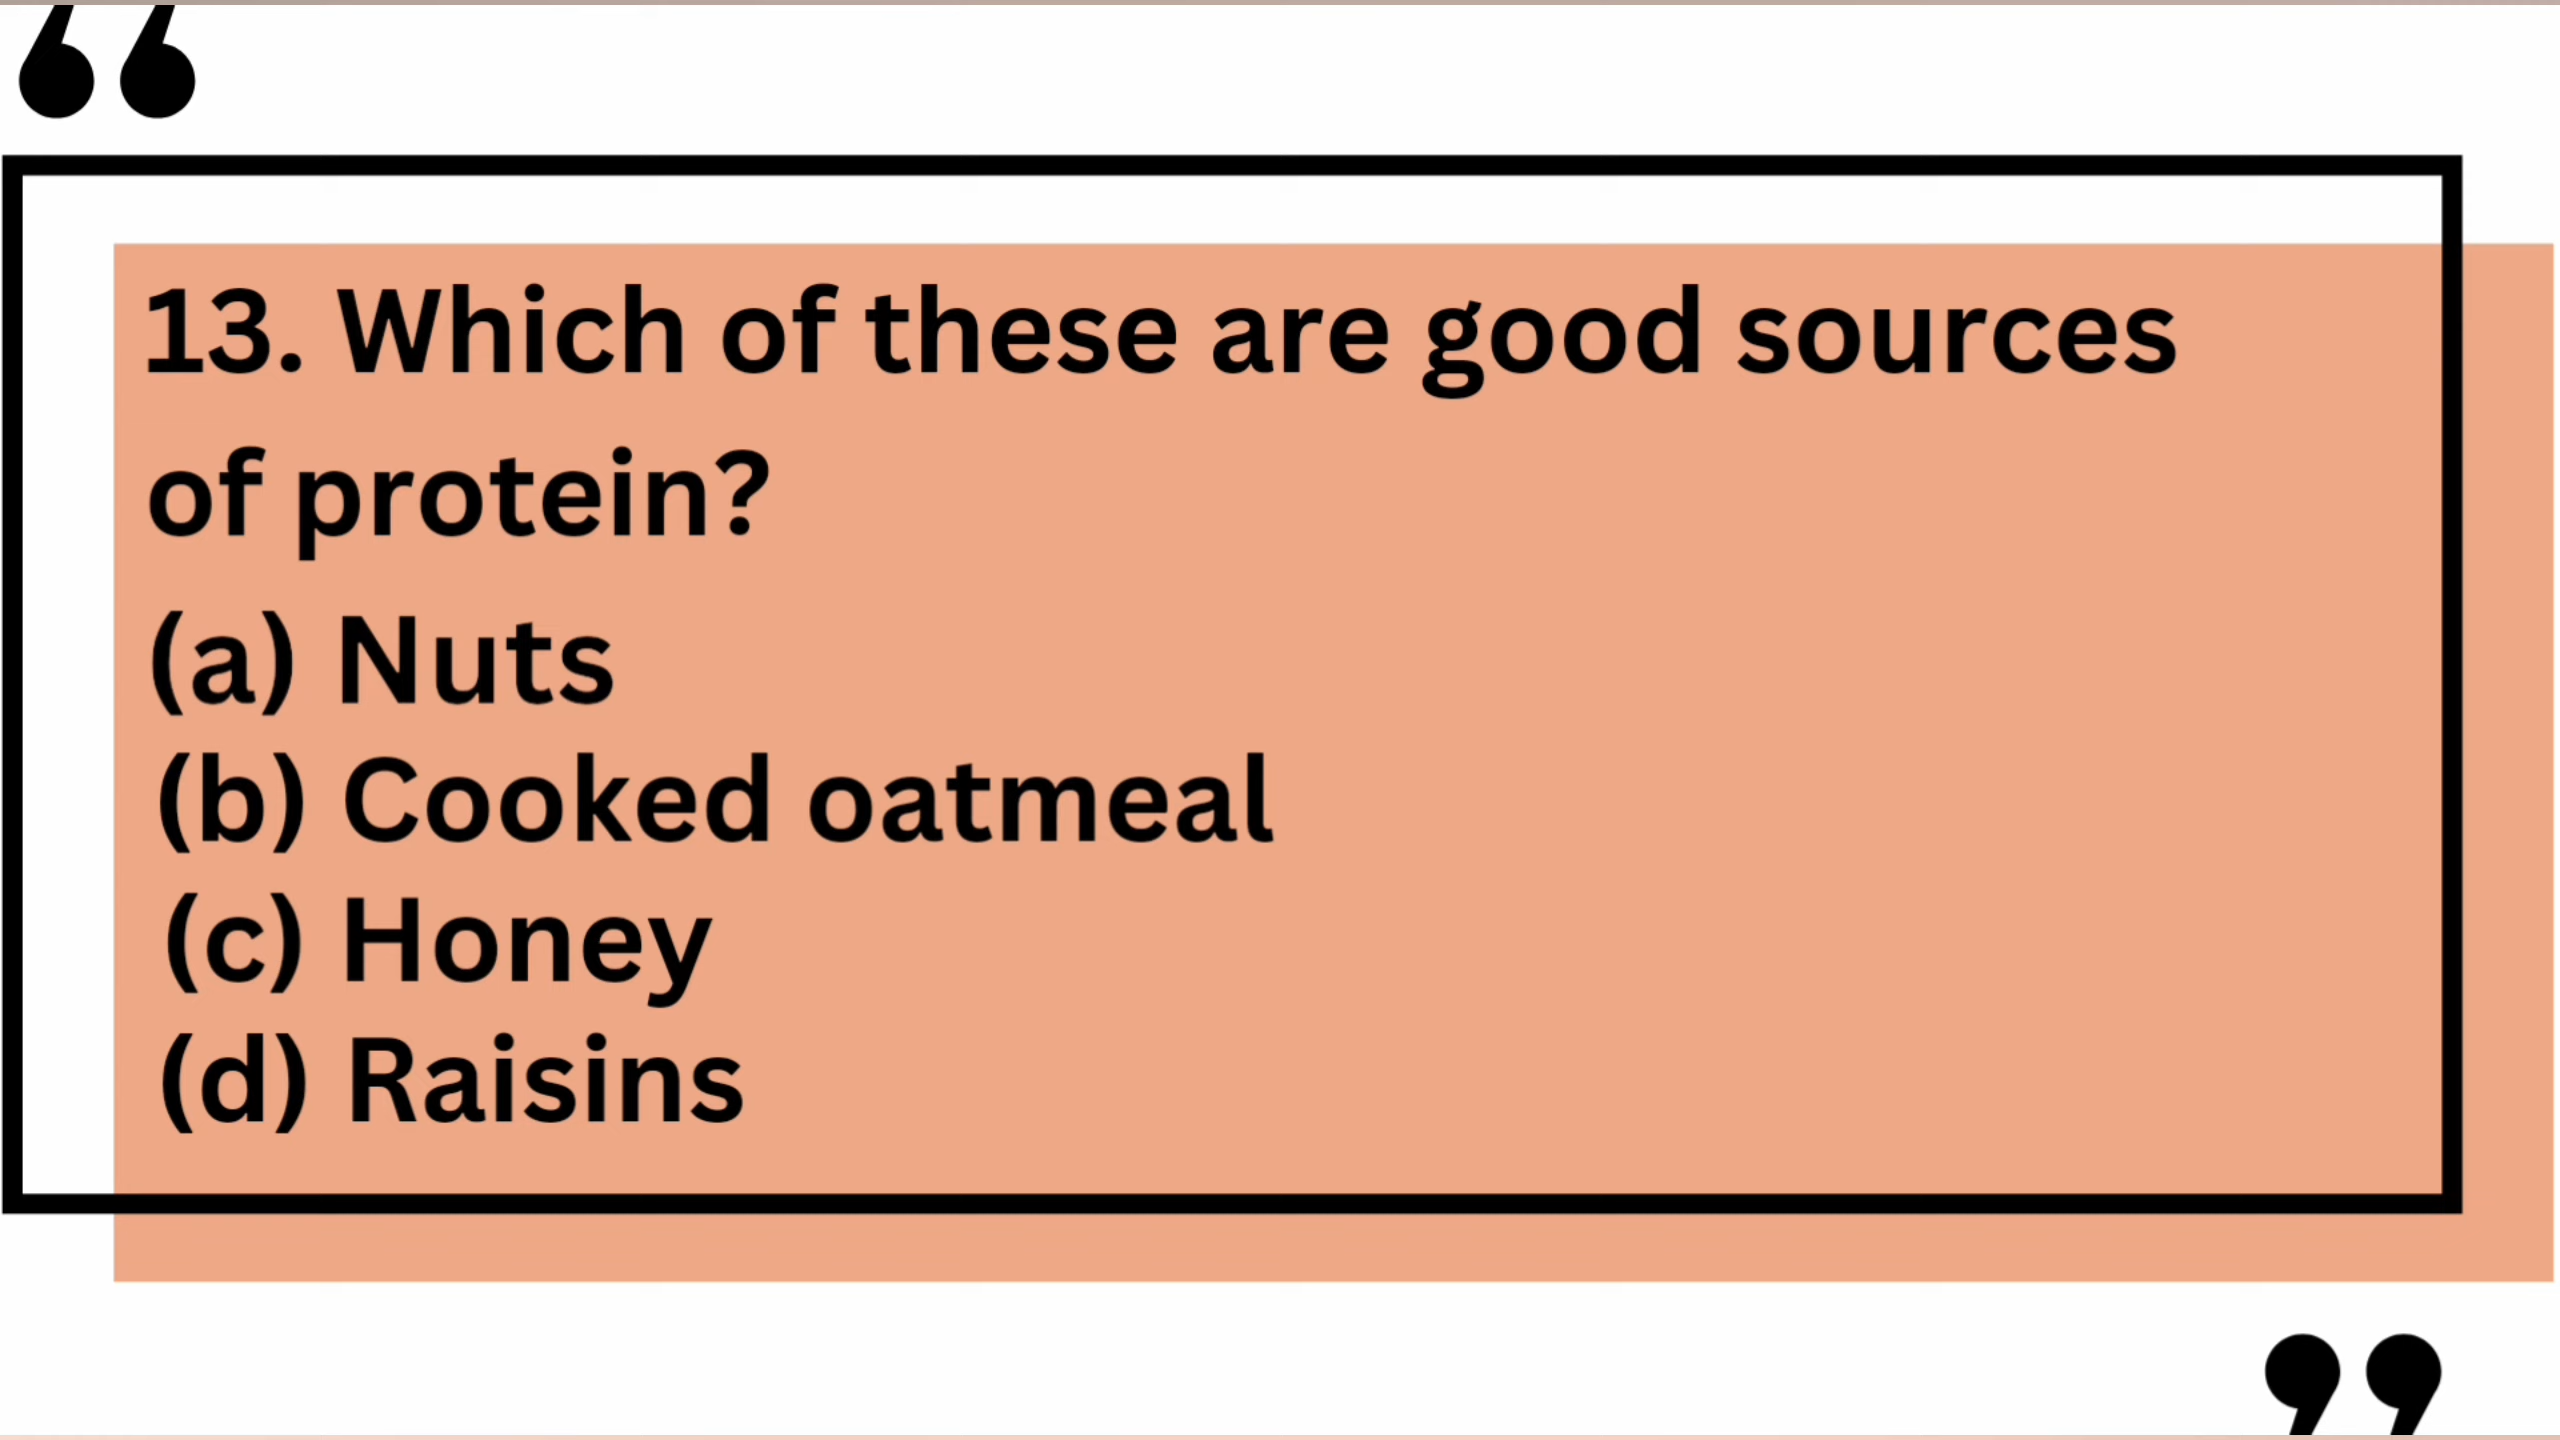 13. Which of these are good sources
of protein?
(a) Nuts
(b) Cooked oatmeal
(c) Honey
(d) Raisins